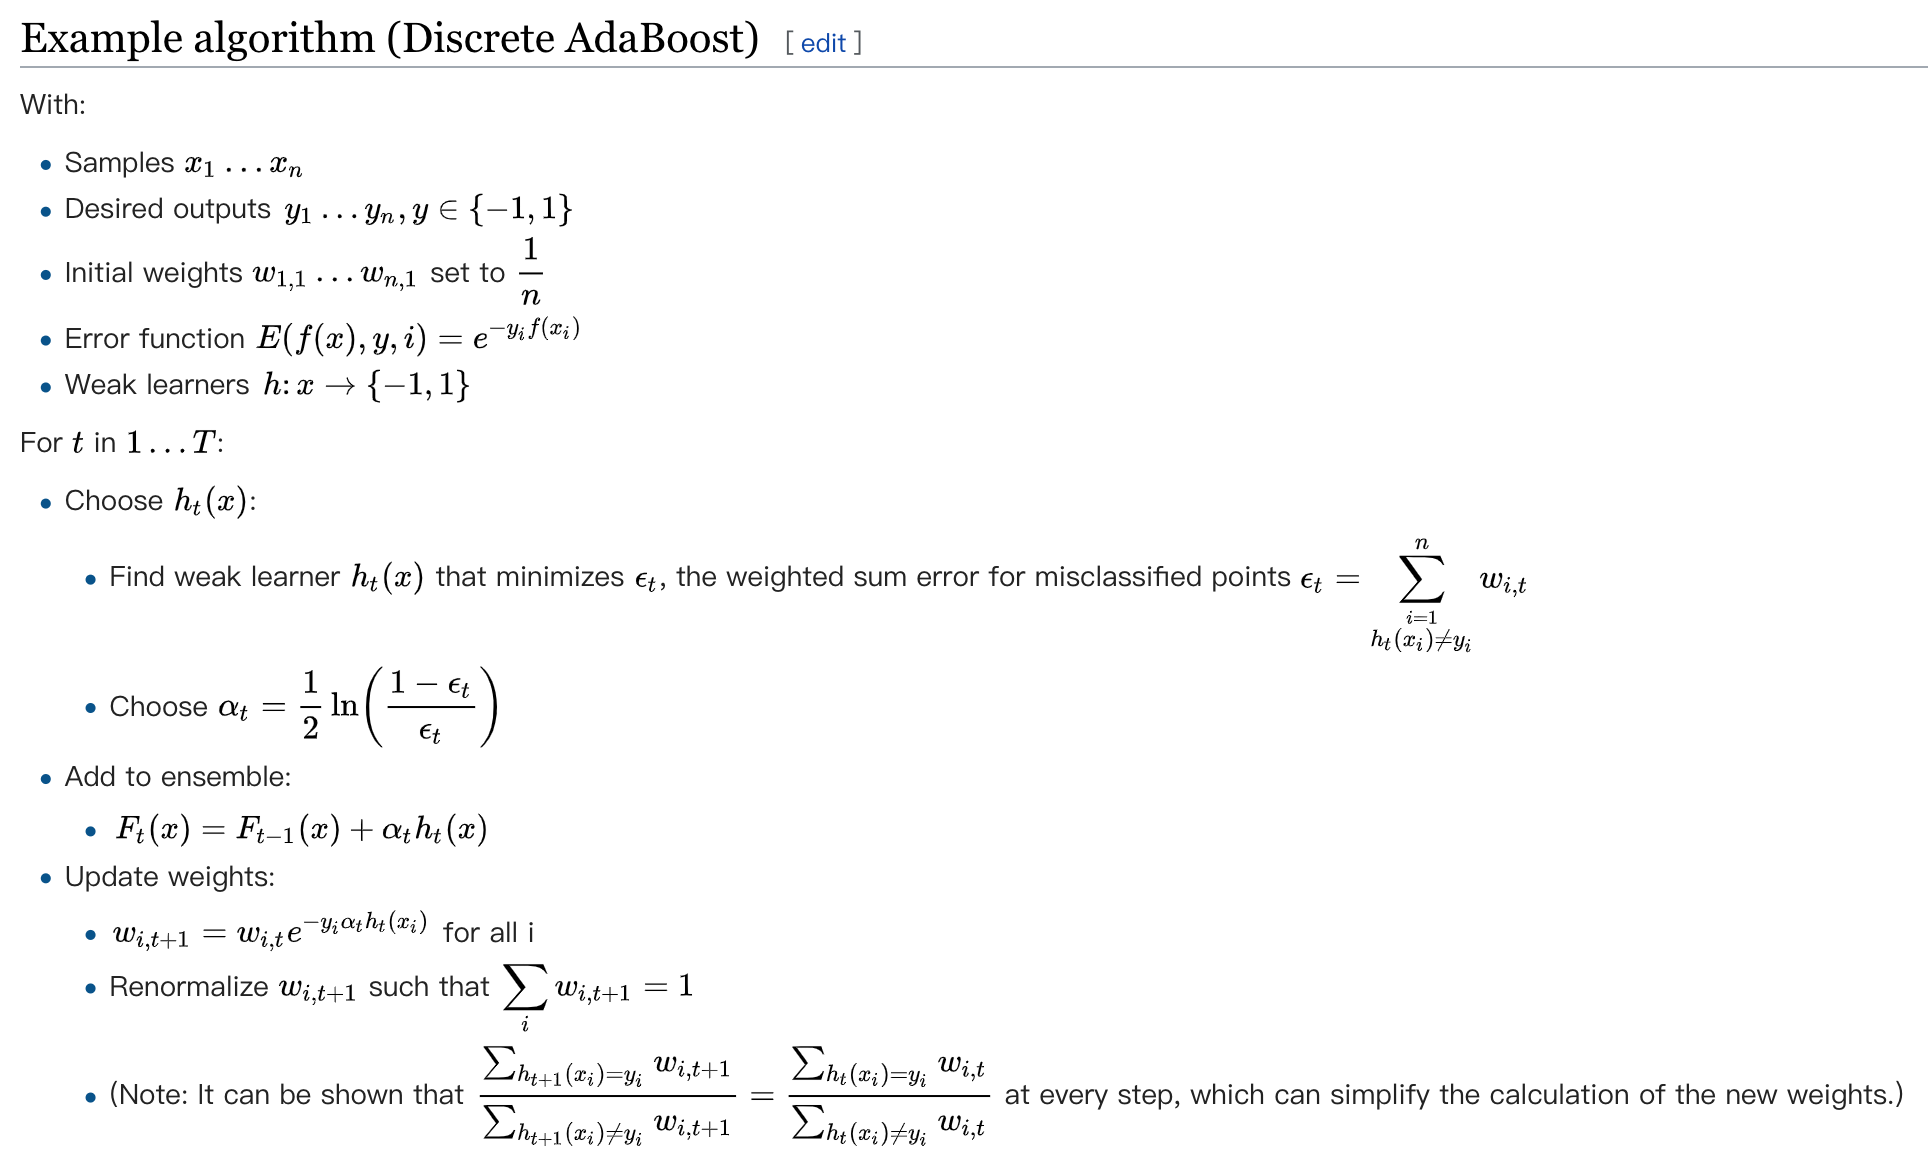 Example algorithm (Discrete AdaBoost) [ edit ]
With:
• Samples $x_1 \dots x_n$
• Desired outputs $y_1 \dots y_n, y \in \{-1, 1\}$
• Initial weights $w_{1,1} \dots w_{n,1}$ set to $\frac{1}{n}$
• Error function $E(f(x), y, i) = e^{-y_i f(x_i)}$
• Weak learners $h: x \to \{-1, 1\}$
For $t$ in $1 \dots T$:
• Choose $h_t(x)$:
• Find weak learner $h_t(x)$ that minimizes $\epsilon_t$, the weighted sum error for misclassified points $\epsilon_t = \sum_{\substack{i=1 \\ h_t(x_i) \neq y_i}}^{n} w_{i,t}$
• Choose $\alpha_t = \frac{1}{2} \ln\left(\frac{1 - \epsilon_t}{\epsilon_t}\right)$
• Add to ensemble:
• $F_t(x) = F_{t-1}(x) + \alpha_t h_t(x)$
• Update weights:
• $w_{i,t+1} = w_{i,t} e^{-y_i \alpha_t h_t(x_i)}$ for all i
• Renormalize $w_{i,t+1}$ such that $\sum_i w_{i,t+1} = 1$
• (Note: It can be shown that $\frac{\sum_{h_{t+1}(x_i) = y_i} w_{i,t+1}}{\sum_{h_{t+1}(x_i) \neq y_i} w_{i,t+1}} = \frac{\sum_{h_t(x_i) = y_i} w_{i,t}}{\sum_{h_t(x_i) \neq y_i} w_{i,t}}$ at every step, which can simplify the calculation of the new weights.)